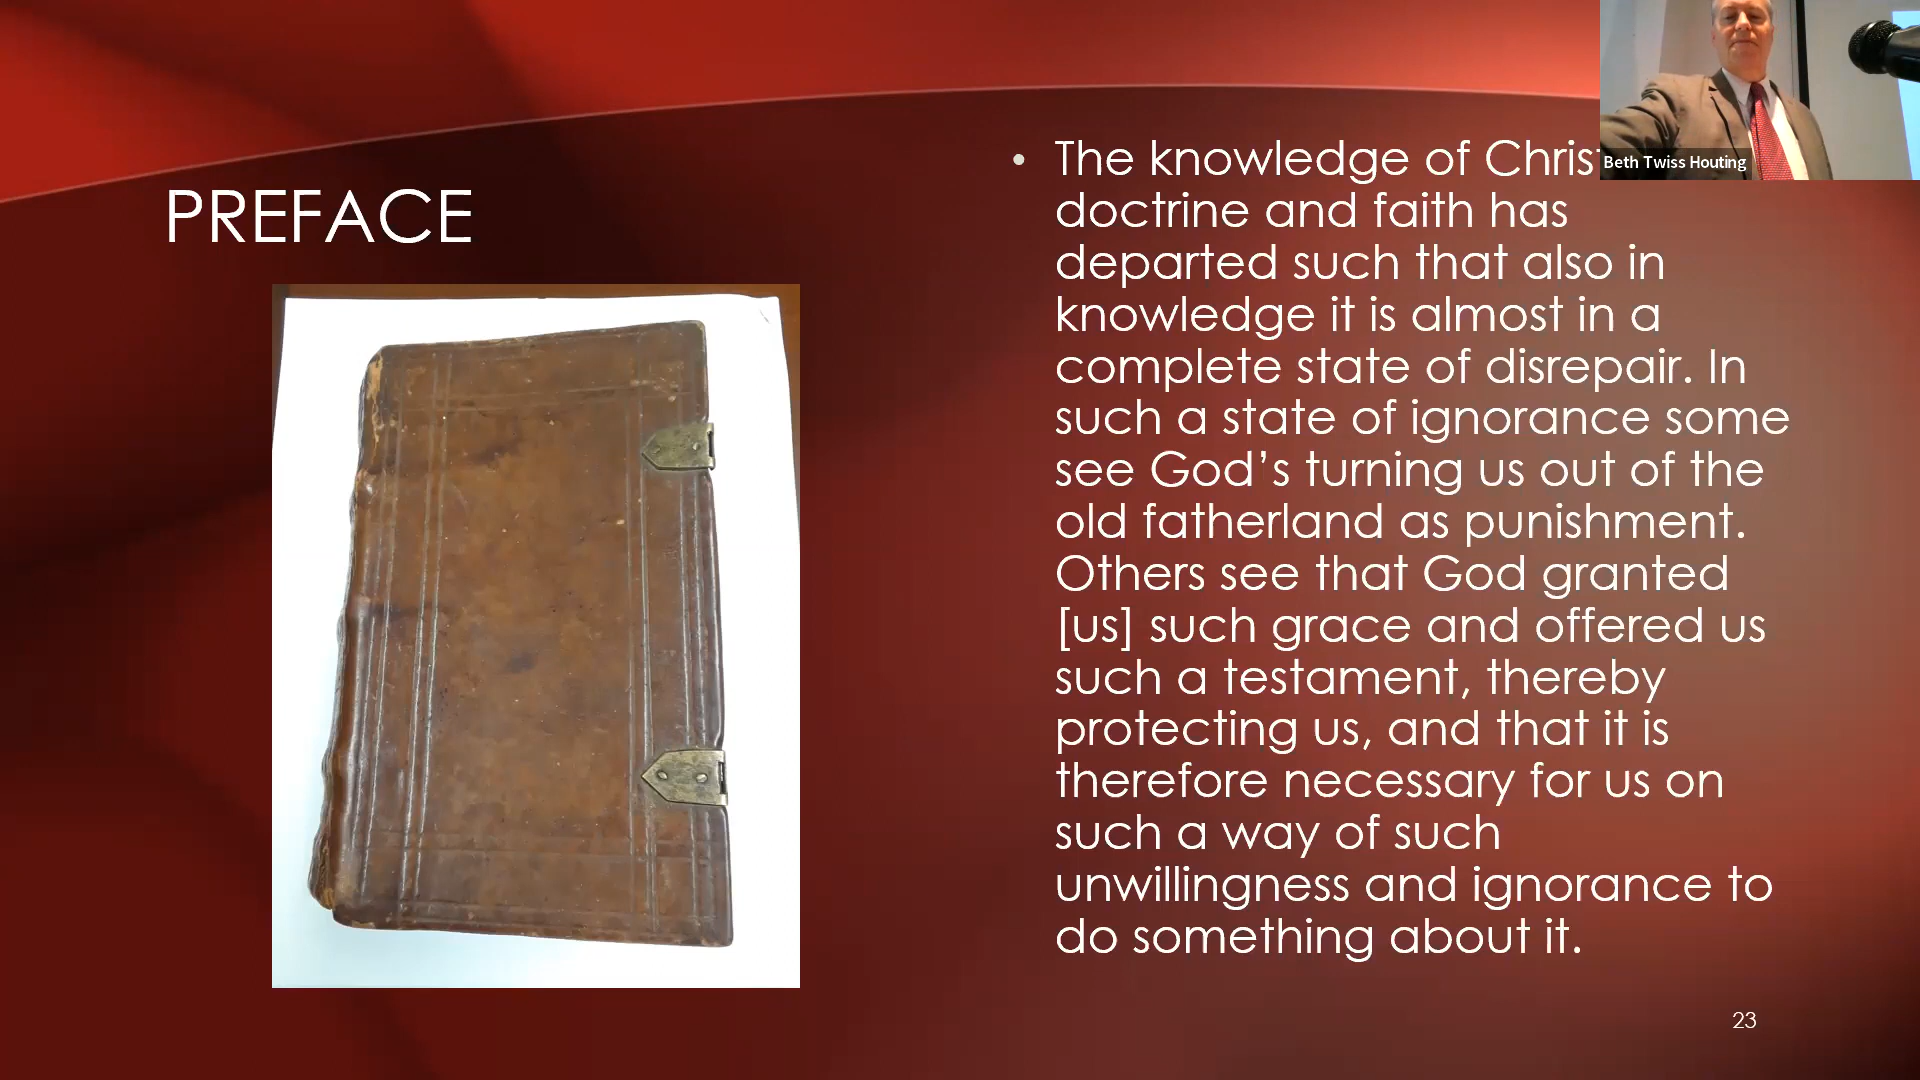 PREFACE
• The knowledge of Christ
doctrine and faith has
departed such that also in
knowledge it is almost in a
complete state of disrepair. In
such a state of ignorance some
see God’s turning us out of the
old fatherland as punishment.
Others see that God granted
[us] such grace and offered us
such a testament, thereby
protecting us, and that it is
therefore necessary for us on
such a way of such
unwillingness and ignorance to
do something about it.
Beth Twiss Houting
23